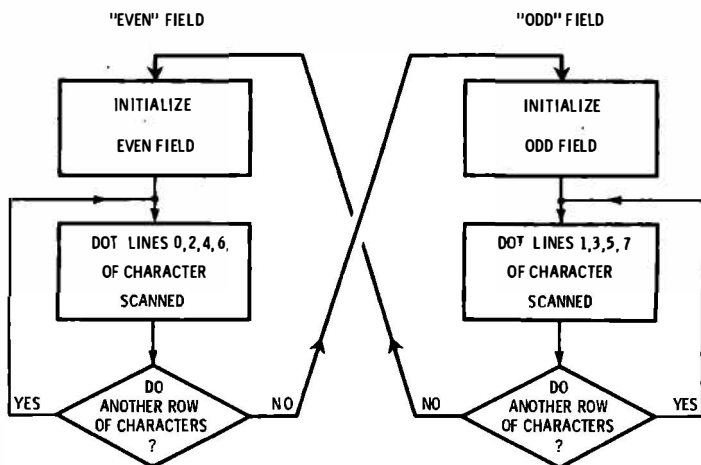 "EVEN" FIELD
INITIALIZE
EVEN FIELD
DOT LINES 0,2,4,6,
OF CHARACTER
SCANNED
DO
ANOTHER ROW
OF CHARACTERS
?
YES
NO
"ODD" FIELD
INITIALIZE
ODD FIELD
DOT LINES 1,3,5,7
OF CHARACTER
SCANNED
DO
ANOTHER ROW
OF CHARACTERS
?
NO
YES